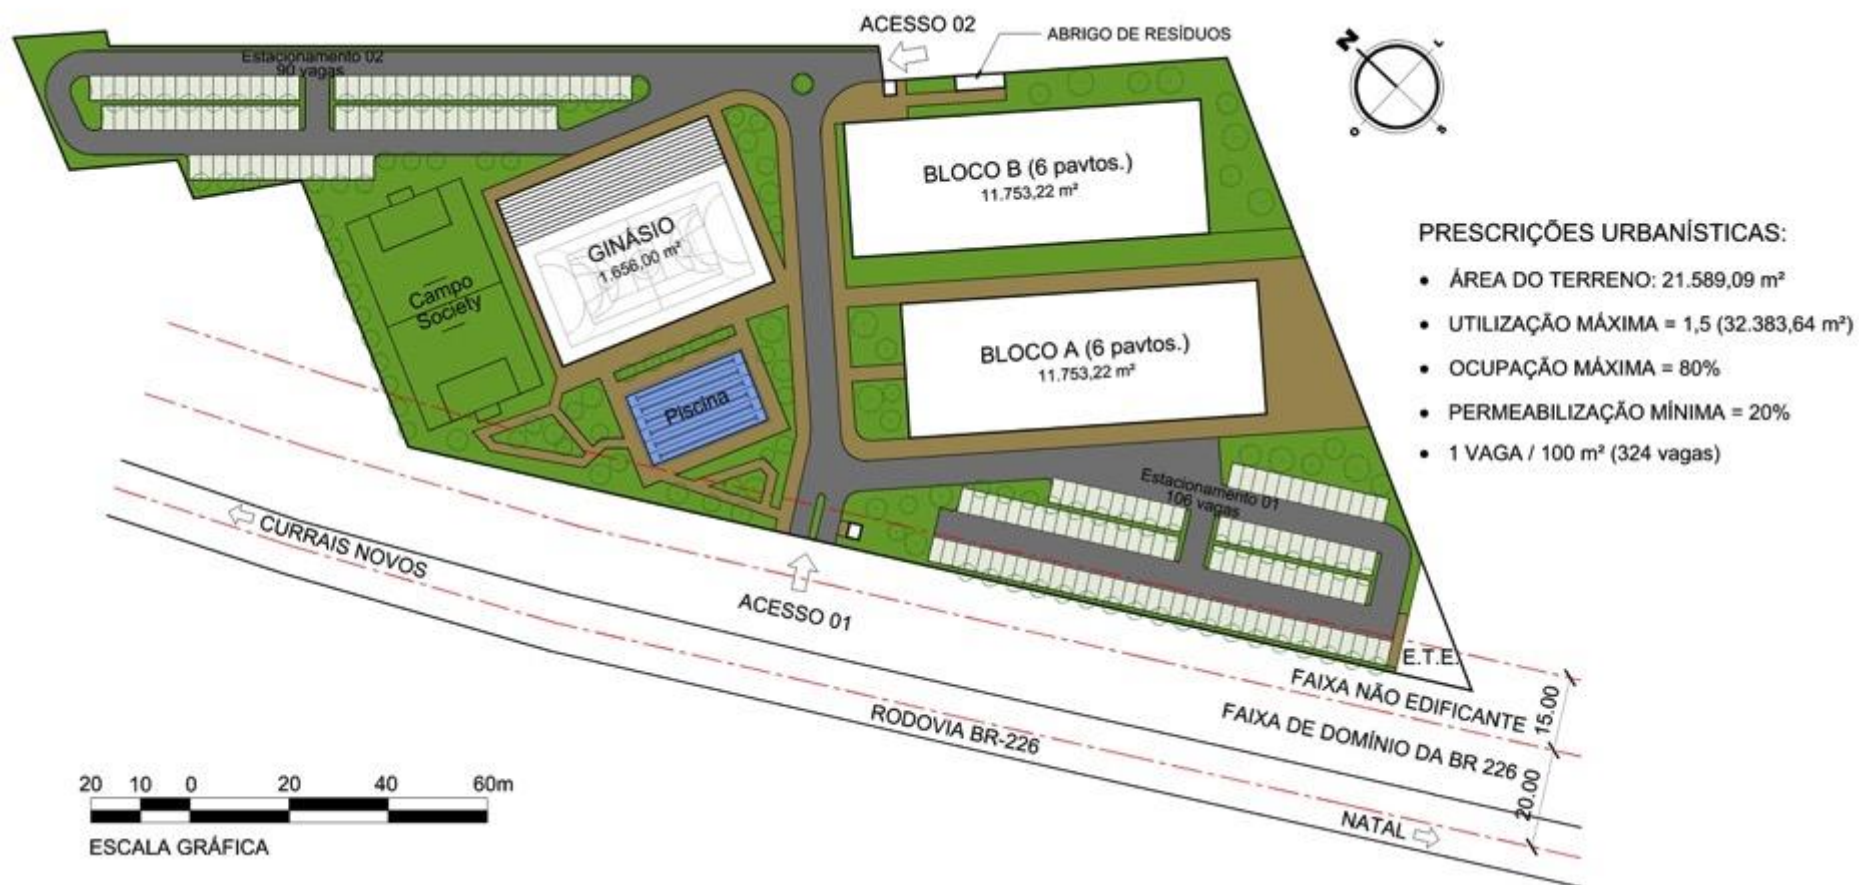 ACESSO 02
ABRIGO DE RESÍDUOS
Estacionamento 02
90 vagas
N
L
O
S
BLOCO B (6 pavtos.)
11.753,22 m²
GINÁSIO
1.656,00 m²
Campo
Society
BLOCO A (6 pavtos.)
11.753,22 m²
Piscina
PRESCRIÇÕES URBANÍSTICAS:
• ÁREA DO TERRENO: 21.589,09 m²
• UTILIZAÇÃO MÁXIMA = 1,5 (32.383,64 m²)
• OCUPAÇÃO MÁXIMA = 80%
• PERMEABILIZAÇÃO MÍNIMA = 20%
• 1 VAGA / 100 m² (324 vagas)
Estacionamento 01
106 vagas
CURRAIS NOVOS
ACESSO 01
E.T.E.
FAIXA NÃO EDIFICANTE
15.00
FAIXA DE DOMÍNIO DA BR 226
20.00
RODOVIA BR-226
NATAL
20 10 0 20 40 60m
ESCALA GRÁFICA